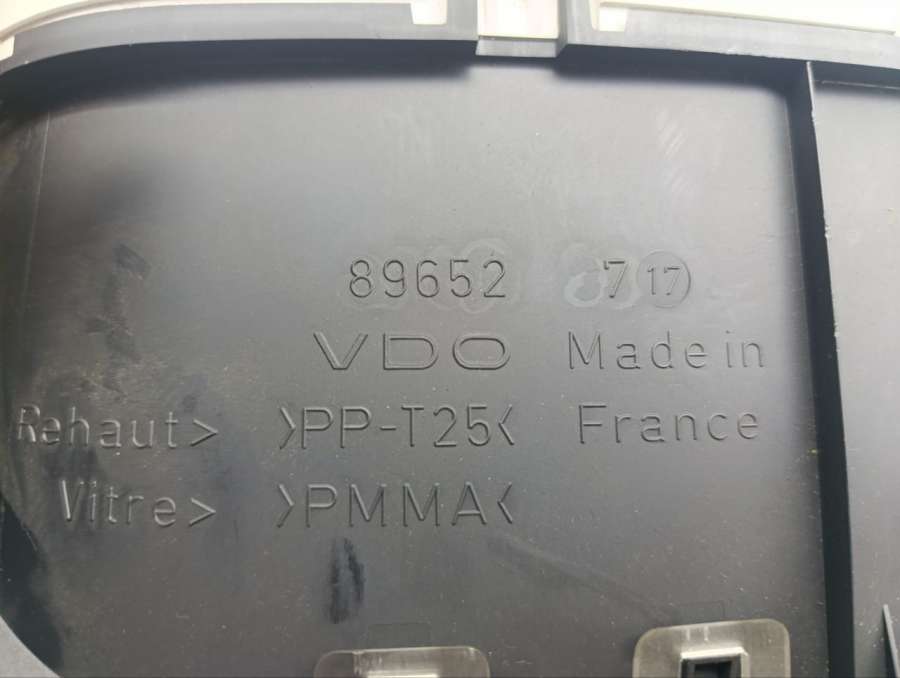 89652 7 17
VDO Made in
Rehaut> >PP-T25< France
Vitre> >PMMA<